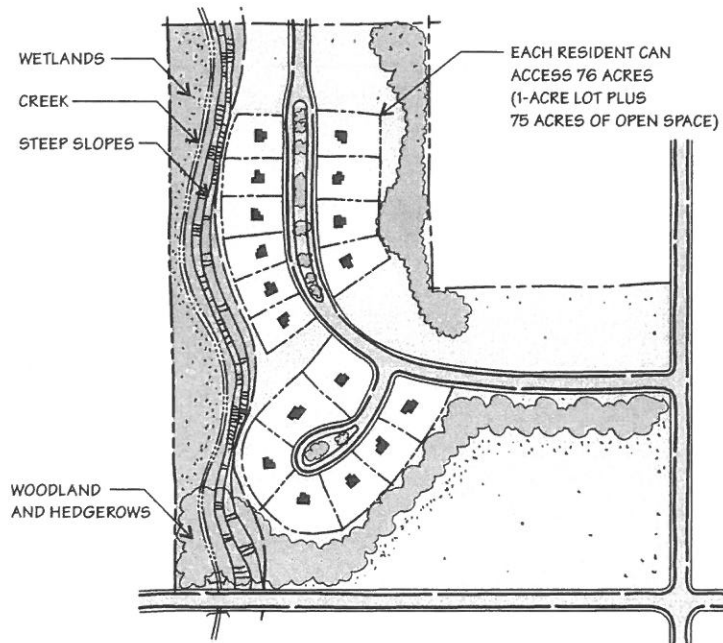 WETLANDS
CREEK
STEEP SLOPES
EACH RESIDENT CAN
ACCESS 76 ACRES
(1-ACRE LOT PLUS
75 ACRES OF OPEN SPACE)
WOODLAND
AND HEDGEROWS